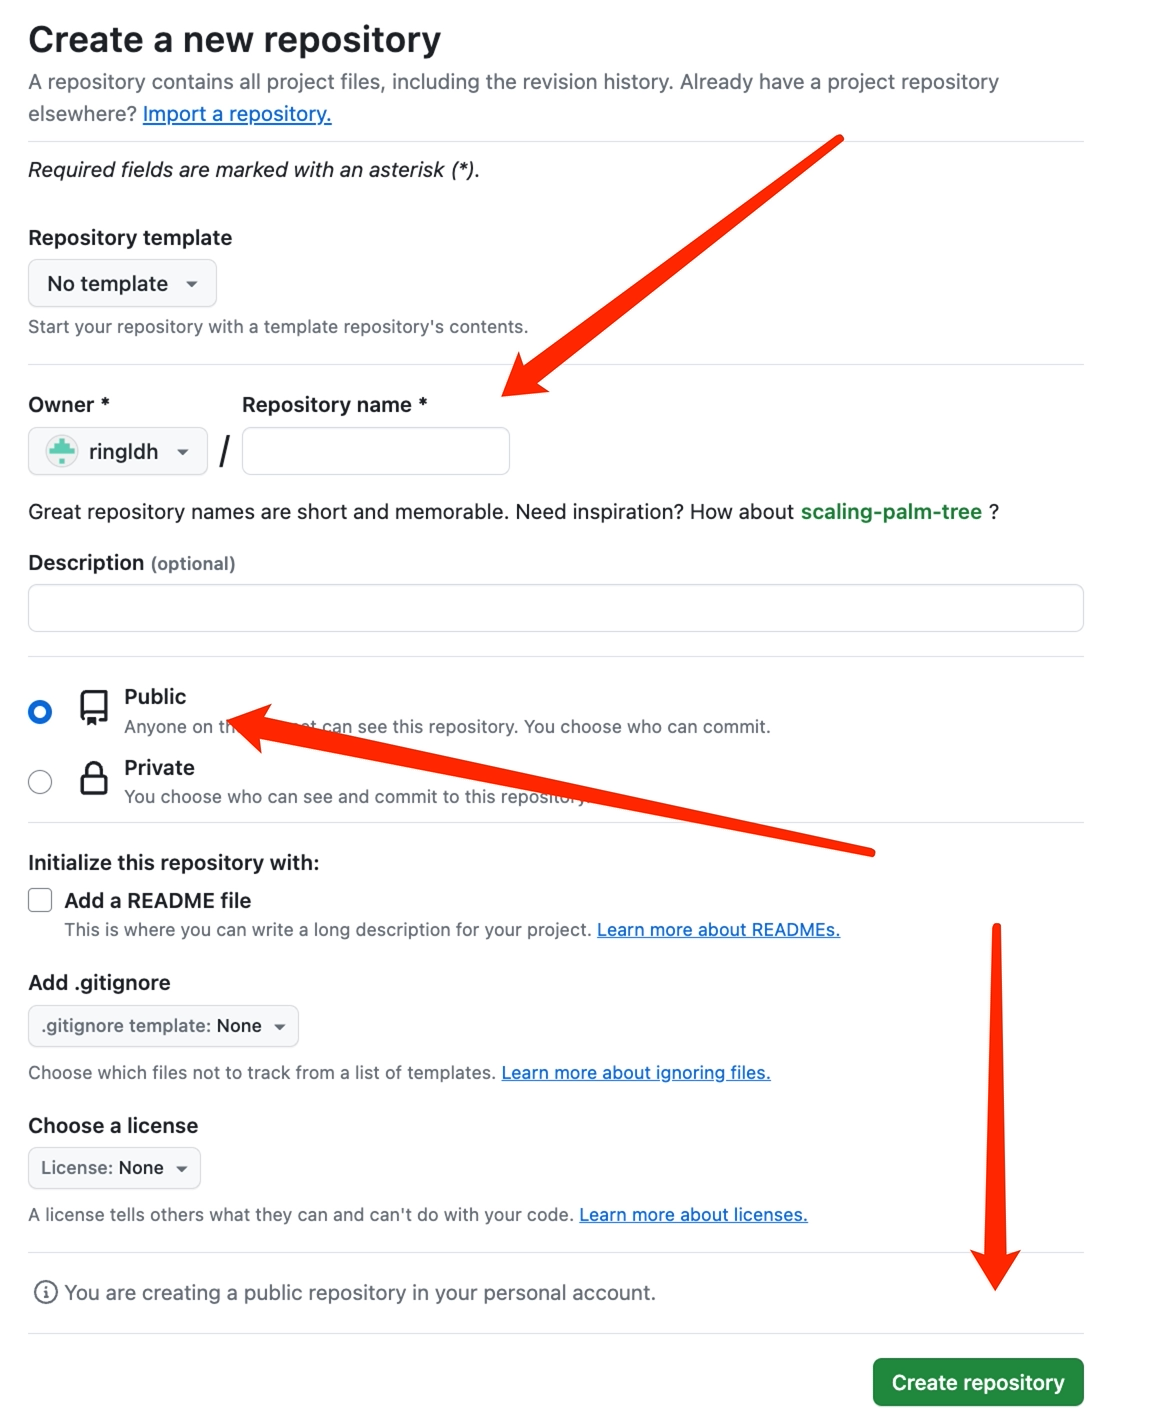 Create a new repository
A repository contains all project files, including the revision history. Already have a project repository
elsewhere? Import a repository.
Required fields are marked with an asterisk (*).
Repository template
No template
Start your repository with a template repository's contents.
Owner * Repository name *
ringldh /
Great repository names are short and memorable. Need inspiration? How about scaling-palm-tree ?
Description (optional)
Public
Anyone on can see this repository. You choose who can commit.
Private
You choose who can see and commit to this repository.
Initialize this repository with:
Add a README file
This is where you can write a long description for your project. Learn more about READMEs.
Add .gitignore
.gitignore template: None
Choose which files not to track from a list of templates. Learn more about ignoring files.
Choose a license
License: None
A license tells others what they can and can't do with your code. Learn more about licenses.
You are creating a public repository in your personal account.
Create repository